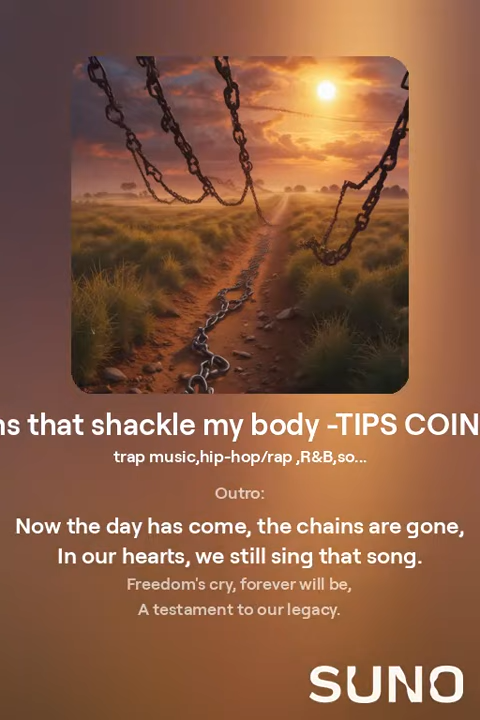 ns that shackle my body -TIPS COIN
trap music,hip-hop/rap ,R&B,so...
Outro:
Now the day has come, the chains are gone,
In our hearts, we still sing that song.
Freedom's cry, forever will be,
A testament to our legacy.
SUNO